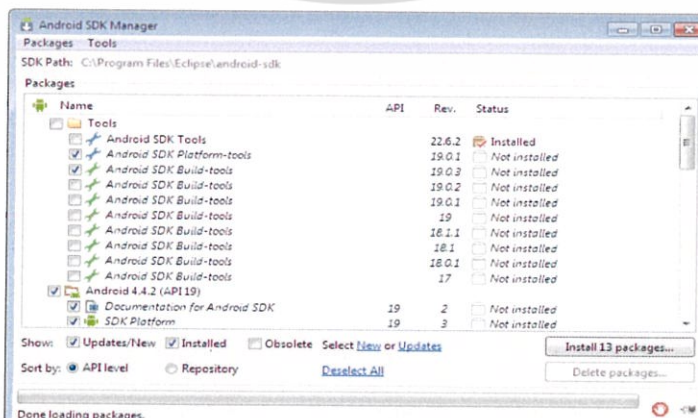 Android SDK Manager
Packages Tools
SDK Path: C:\Program Files\Eclipse\android-sdk
Packages
Name API Rev. Status
Tools
Android SDK Tools 22.6.2 Installed
Android SDK Platform-tools 19.0.1 Not installed
Android SDK Build-tools 19.0.3 Not installed
Android SDK Build-tools 19.0.2 Not installed
Android SDK Build-tools 19.0.1 Not installed
Android SDK Build-tools 19 Not installed
Android SDK Build-tools 18.1.1 Not installed
Android SDK Build-tools 18.1 Not installed
Android SDK Build-tools 18.0.1 Not installed
Android SDK Build-tools 17 Not installed
Android 4.4.2 (API 19)
Documentation for Android SDK 19 2 Not installed
SDK Platform 19 3 Not installed
Show: Updates/New Installed Obsolete Select New or Updates Install 13 packages...
Sort by: API level Repository Deselect All Delete packages...
Done loading packages.